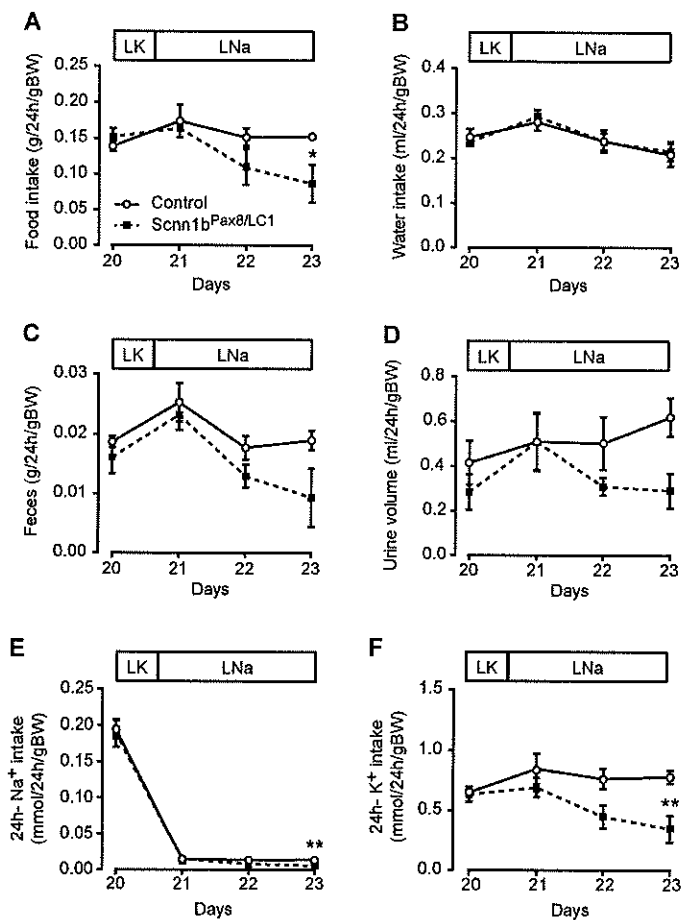 A
LK LNa
Food intake (g/24h/gBW)
0.25
0.20
0.15
0.10
0.05
0.00
*
Control
Scnn1bPax8/LC1
20 21 22 23
Days
B
LK LNa
Water intake (ml/24h/gBW)
0.4
0.3
0.2
0.1
0.0
20 21 22 23
Days
C
LK LNa
Feces (g/24h/gBW)
0.03
0.02
0.01
0.00
20 21 22 23
Days
D
LK LNa
Urine volume (ml/24h/gBW)
0.8
0.6
0.4
0.2
0.0
20 21 22 23
Days
E
LK LNa
24h- Na+ intake
(mmol/24h/gBW)
0.25
0.20
0.15
0.10
0.05
0.00
**
20 21 22 23
Days
F
LK LNa
24h- K+ intake
(mmol/24h/gBW)
1.5
1.0
0.5
0.0
**
20 21 22 23
Days